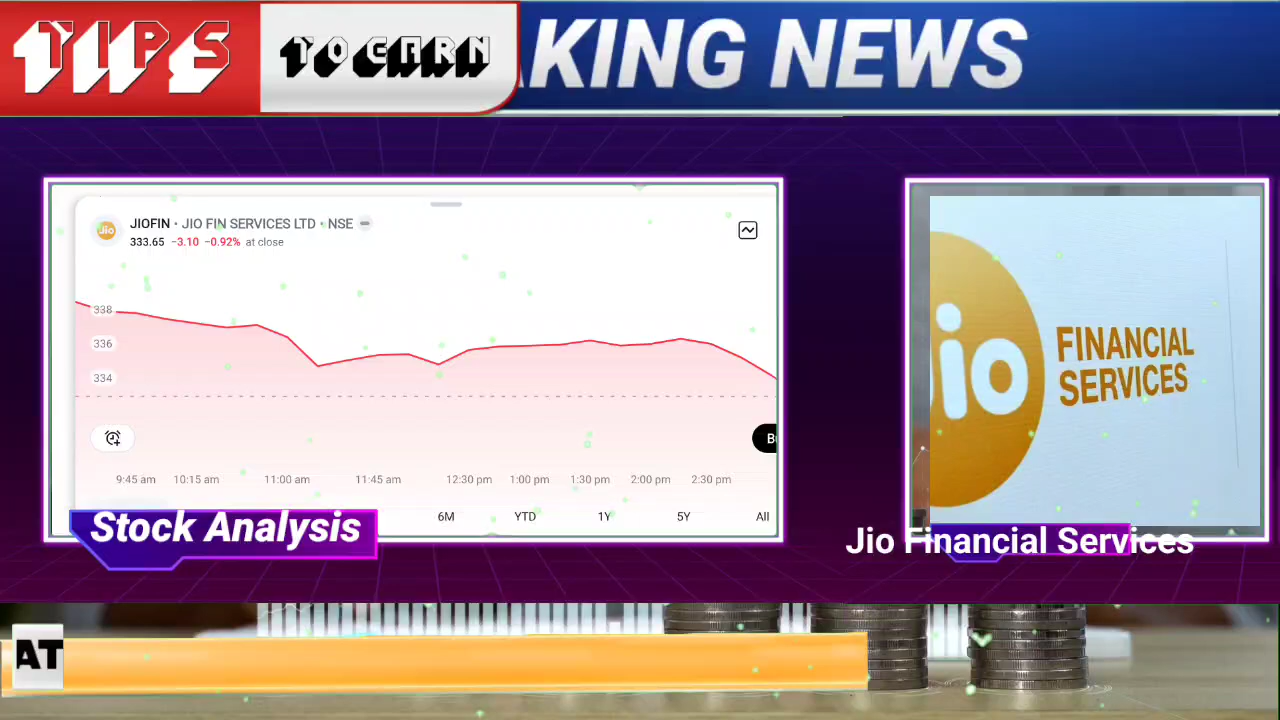 TIPS
TO EARN
KING NEWS
JIOFIN • JIO FIN SERVICES LTD • NSE
333.65 −3.10 −0.92% at close
Jio
338
336
334
9:45 am 10:15 am 11:00 am 11:45 am 12:30 pm 1:00 pm 1:30 pm 2:00 pm 2:30 pm
6M YTD 1Y 5Y All
Stock Analysis
Jio
FINANCIAL
SERVICES
Jio Financial Services
AT